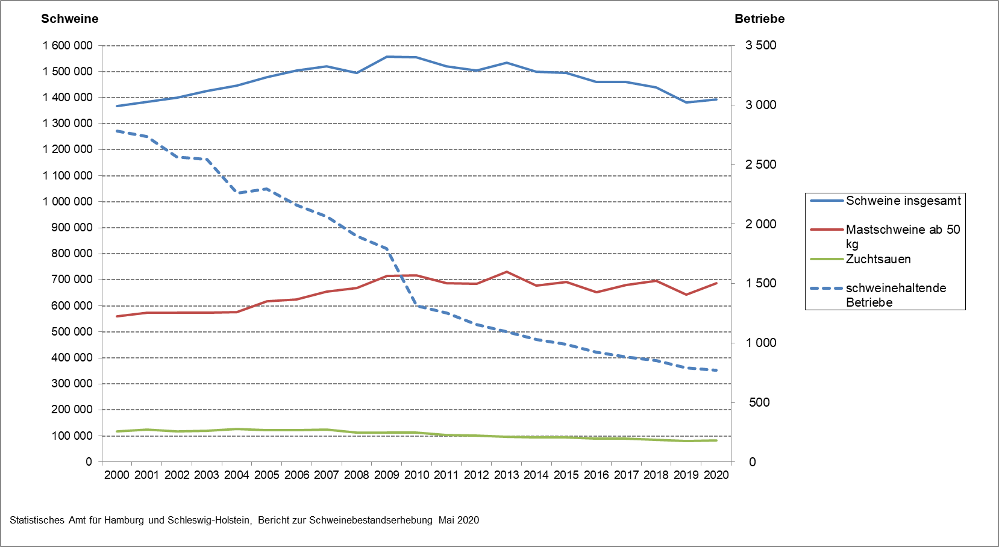 Schweine
Betriebe
1 600 000
1 500 000
1 400 000
1 300 000
1 200 000
1 100 000
1 000 000
900 000
800 000
700 000
600 000
500 000
400 000
300 000
200 000
100 000
0
3 500
3 000
2 500
2 000
1 500
1 000
500
0
2000 2001 2002 2003 2004 2005 2006 2007 2008 2009 2010 2011 2012 2013 2014 2015 2016 2017 2018 2019 2020
Schweine insgesamt
Mastschweine ab 50
kg
Zuchtsauen
schweinehaltende
Betriebe
Statistisches Amt für Hamburg und Schleswig-Holstein, Bericht zur Schweinebestandserhebung Mai 2020